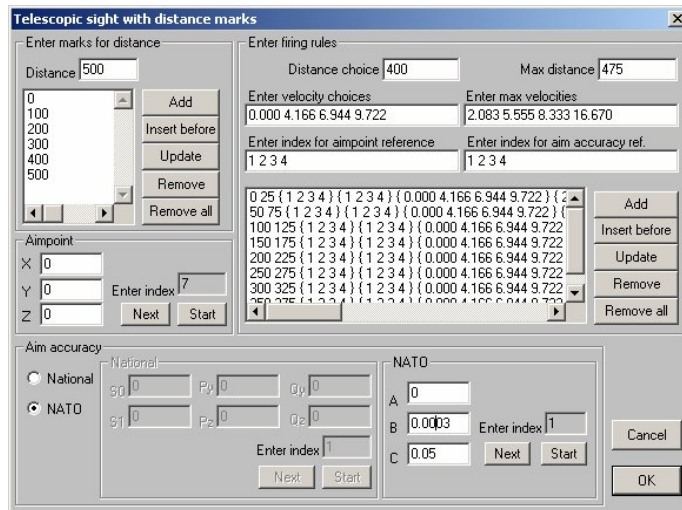 Telescopic sight with distance marks
Enter marks for distance
Distance 500
0
100
200
300
400
500
Add
Insert before
Update
Remove
Remove all
Enter firing rules
Distance choice 400 Max distance 475
Enter velocity choices Enter max velocities
0.000 4.166 6.944 9.722 2.083 5.555 8.333 16.670
Enter index for aimpoint reference Enter index for aim accuracy ref.
1 2 3 4 1 2 3 4
0 25 { 1 2 3 4 } { 1 2 3 4 } { 0.000 4.166 6.944 9.722 } { 2
50 75 { 1 2 3 4 } { 1 2 3 4 } { 0.000 4.166 6.944 9.722 } {
100 125 { 1 2 3 4 } { 1 2 3 4 } { 0.000 4.166 6.944 9.722
150 175 { 1 2 3 4 } { 1 2 3 4 } { 0.000 4.166 6.944 9.722
200 225 { 1 2 3 4 } { 1 2 3 4 } { 0.000 4.166 6.944 9.722
250 275 { 1 2 3 4 } { 1 2 3 4 } { 0.000 4.166 6.944 9.722
300 325 { 1 2 3 4 } { 1 2 3 4 } { 0.000 4.166 6.944 9.722
Add
Insert before
Update
Remove
Remove all
Aimpoint
X 0
Y 0 Enter index 7
Z 0 Next Start
Aim accuracy
National
NATO
National
S0 0 Py 0 Qy 0
S1 0 Pz 0 Qz 0
Enter index 1
Next Start
NATO
A 0
B 0.0003 Enter index 1
C 0.05 Next Start
Cancel
OK